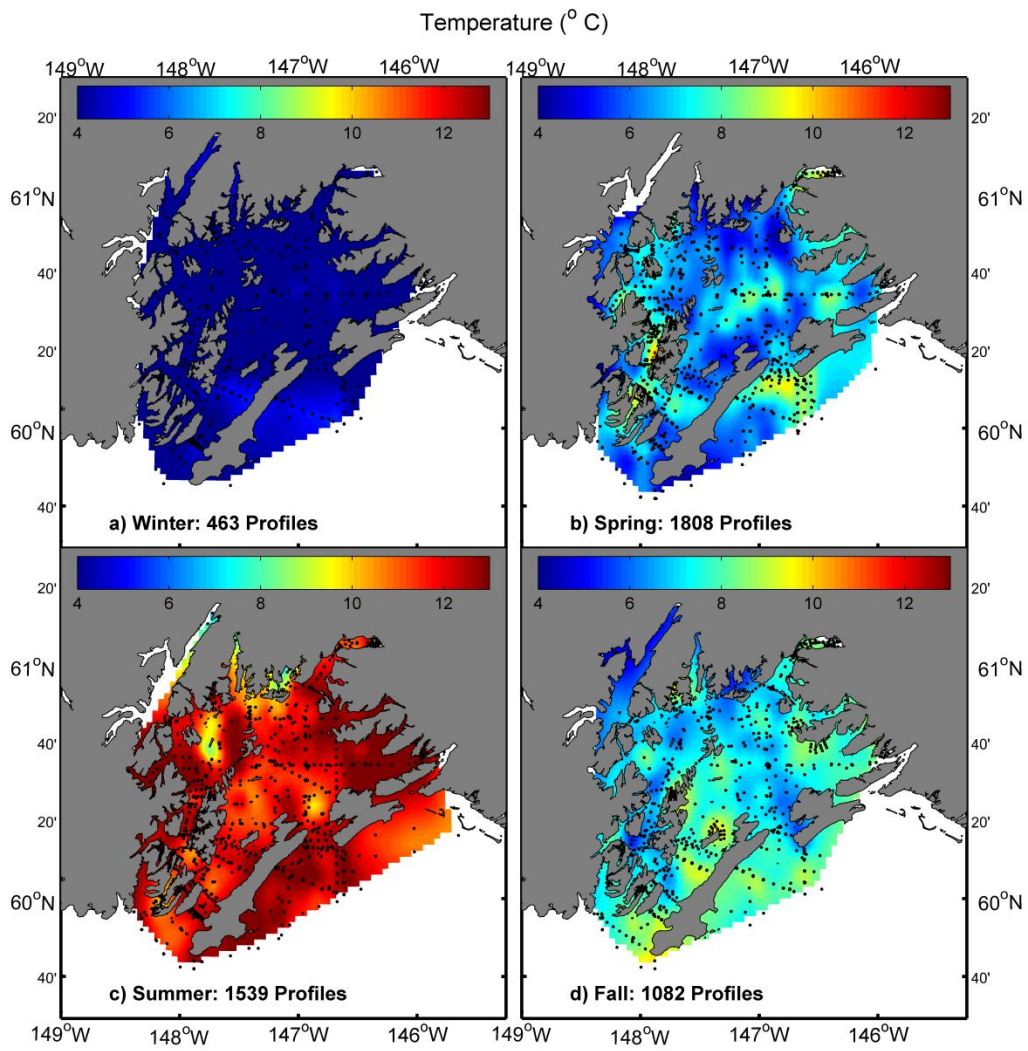 Temperature (° C)
149°W 148°W 147°W 146°W 149°W 148°W 147°W 146°W
20' 4 6 8 10 12 4 6 8 10 12 20'
61°N 61°N
40' 40'
20' 20'
60°N 60°N
40' a) Winter: 463 Profiles b) Spring: 1808 Profiles 40'
20' 4 6 8 10 12 4 6 8 10 12 20'
61°N 61°N
40' 40'
20' 20'
60°N 60°N
40' c) Summer: 1539 Profiles d) Fall: 1082 Profiles 40'
149°W 148°W 147°W 146°W 149°W 148°W 147°W 146°W